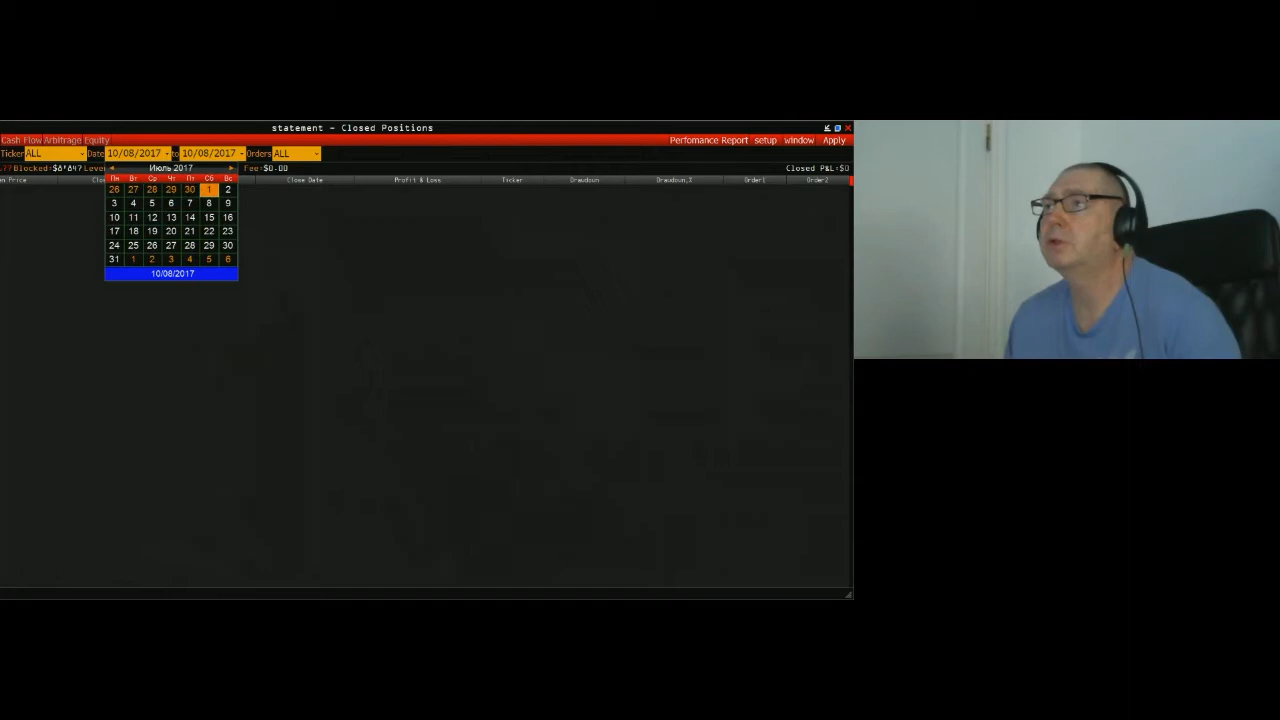 statement - Closed Positions
Cash Flow Arbitrage Equity Perfomance Report setup window Apply
Ticker ALL Date 10/08/2017 to 10/08/2017 Orders ALL
Blocked:$8'847 Fee:$0.00 Closed P&L:$0
Июль 2017
en Price Close Date Profit & Loss Ticker Drawdown Drawdown,% Order1 Order2
Пн Вт Ср Чт Пт Сб Вс
26 27 28 29 30 1 2
3 4 5 6 7 8 9
10 11 12 13 14 15 16
17 18 19 20 21 22 23
24 25 26 27 28 29 30
31 1 2 3 4 5 6
10/08/2017